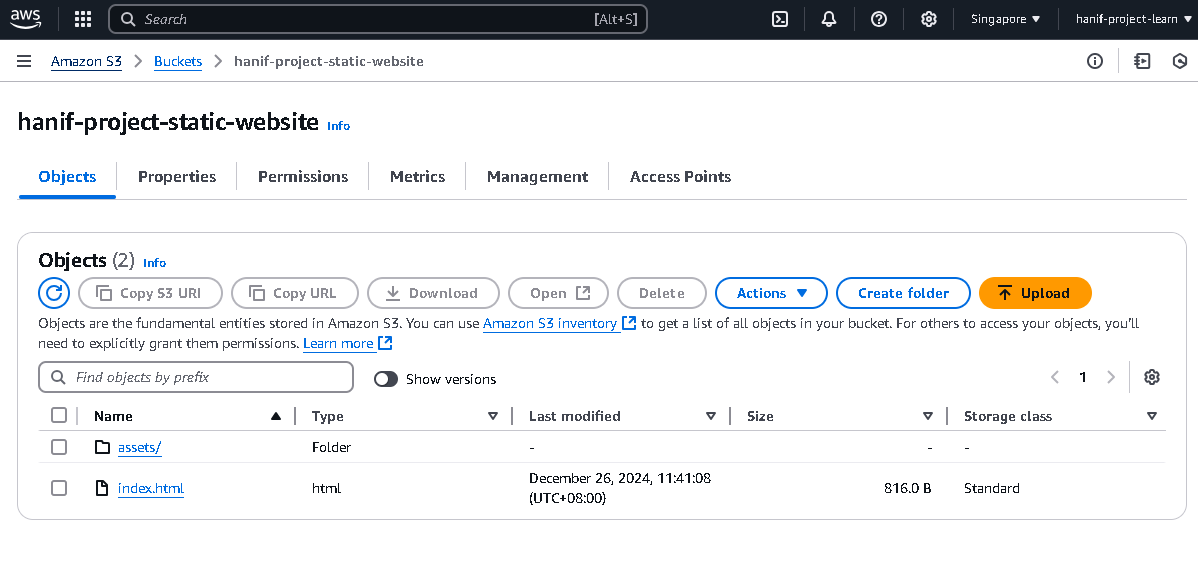 aws Search [Alt+S] Singapore hanif-project-learn
Amazon S3 Buckets hanif-project-static-website
hanif-project-static-website Info
Objects Properties Permissions Metrics Management Access Points
Objects (2) Info
Copy S3 URI Copy URL Download Open Delete Actions Create folder Upload
Objects are the fundamental entities stored in Amazon S3. You can use Amazon S3 inventory to get a list of all objects in your bucket. For others to access your objects, you'll
need to explicitly grant them permissions. Learn more
Find objects by prefix Show versions 1
Name Type Last modified Size Storage class
assets/ Folder - - -
index.html html December 26, 2024, 11:41:08 (UTC+08:00) 816.0 B Standard